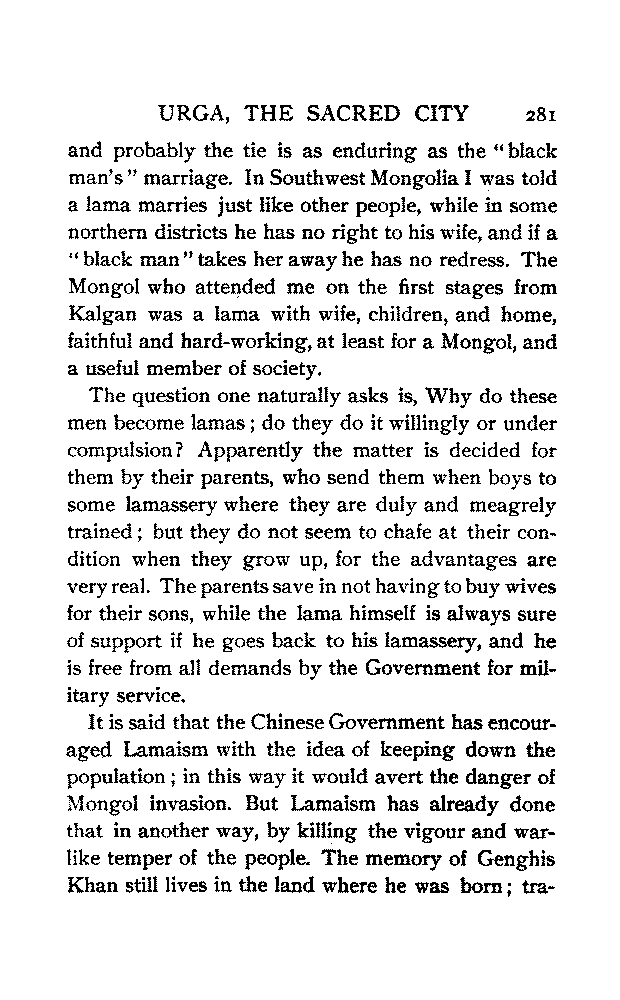 URGA, THE SACRED CITY 281
and probably the tie is as enduring as the "black
man's" marriage. In Southwest Mongolia I was told
a lama marries just like other people, while in some
northern districts he has no right to his wife, and if a
"black man" takes her away he has no redress. The
Mongol who attended me on the first stages from
Kalgan was a lama with wife, children, and home,
faithful and hard-working, at least for a Mongol, and
a useful member of society.
The question one naturally asks is, Why do these
men become lamas; do they do it willingly or under
compulsion? Apparently the matter is decided for
them by their parents, who send them when boys to
some lamassery where they are duly and meagrely
trained; but they do not seem to chafe at their con-
dition when they grow up, for the advantages are
very real. The parents save in not having to buy wives
for their sons, while the lama himself is always sure
of support if he goes back to his lamassery, and he
is free from all demands by the Government for mil-
itary service.
It is said that the Chinese Government has encour-
aged Lamaism with the idea of keeping down the
population; in this way it would avert the danger of
Mongol invasion. But Lamaism has already done
that in another way, by killing the vigour and war-
like temper of the people. The memory of Genghis
Khan still lives in the land where he was born; tra-